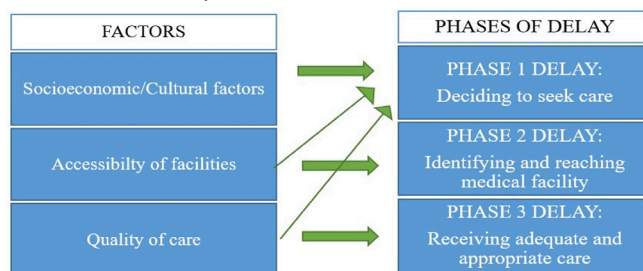 FACTORS
Socioeconomic/Cultural factors
Accessibilty of facilities
Quality of care
PHASES OF DELAY
PHASE 1 DELAY:
Deciding to seek care
PHASE 2 DELAY:
Identifying and reaching
medical facility
PHASE 3 DELAY:
Receiving adequate and
appropriate care